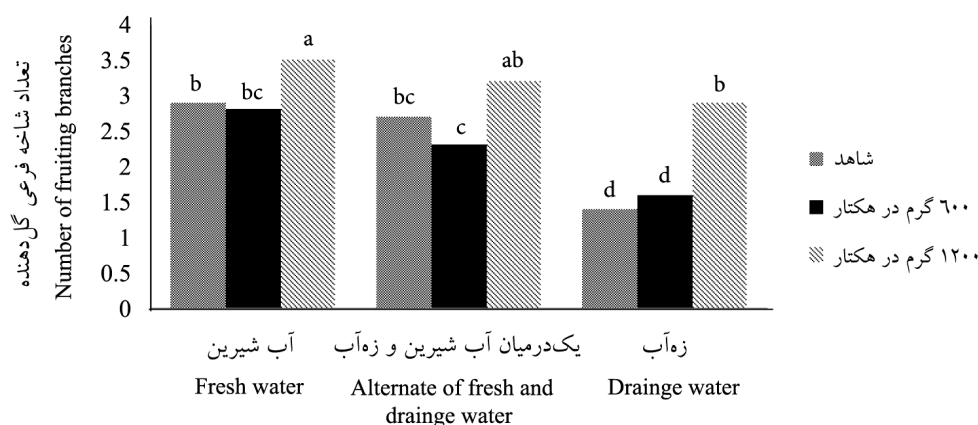 تعداد شاخه فرعی گل‌دهنده
Number of fruiting branches
4
3.5
3
2.5
2
1.5
1
0.5
0
b
bc
a
bc
c
ab
d
d
b
آب شیرین
Fresh water
یک‌درمیان آب شیرین و زه‌آب
Alternate of fresh and
drainge water
زه‌آب
Drainge water
شاهد
٦٠٠ گرم در هکتار
١٢٠٠ گرم در هکتار